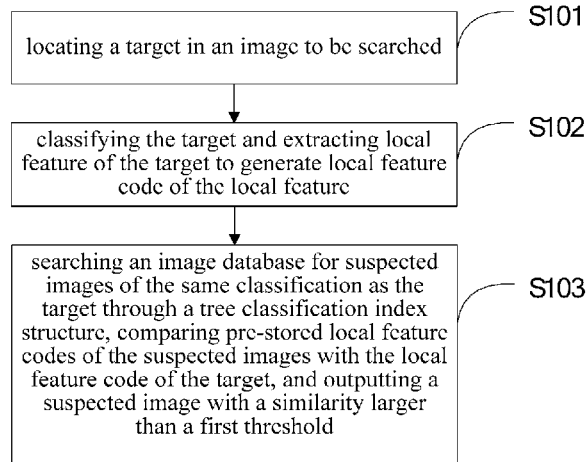 S101
locating a target in an image to be searched
S102
classifying the target and extracting local
feature of the target to generate local feature
code of the local feature
S103
searching an image database for suspected
images of the same classification as the
target through a tree classification index
structure, comparing pre-stored local feature
codes of the suspected images with the local
feature code of the target, and outputting a
suspected image with a similarity larger
than a first threshold